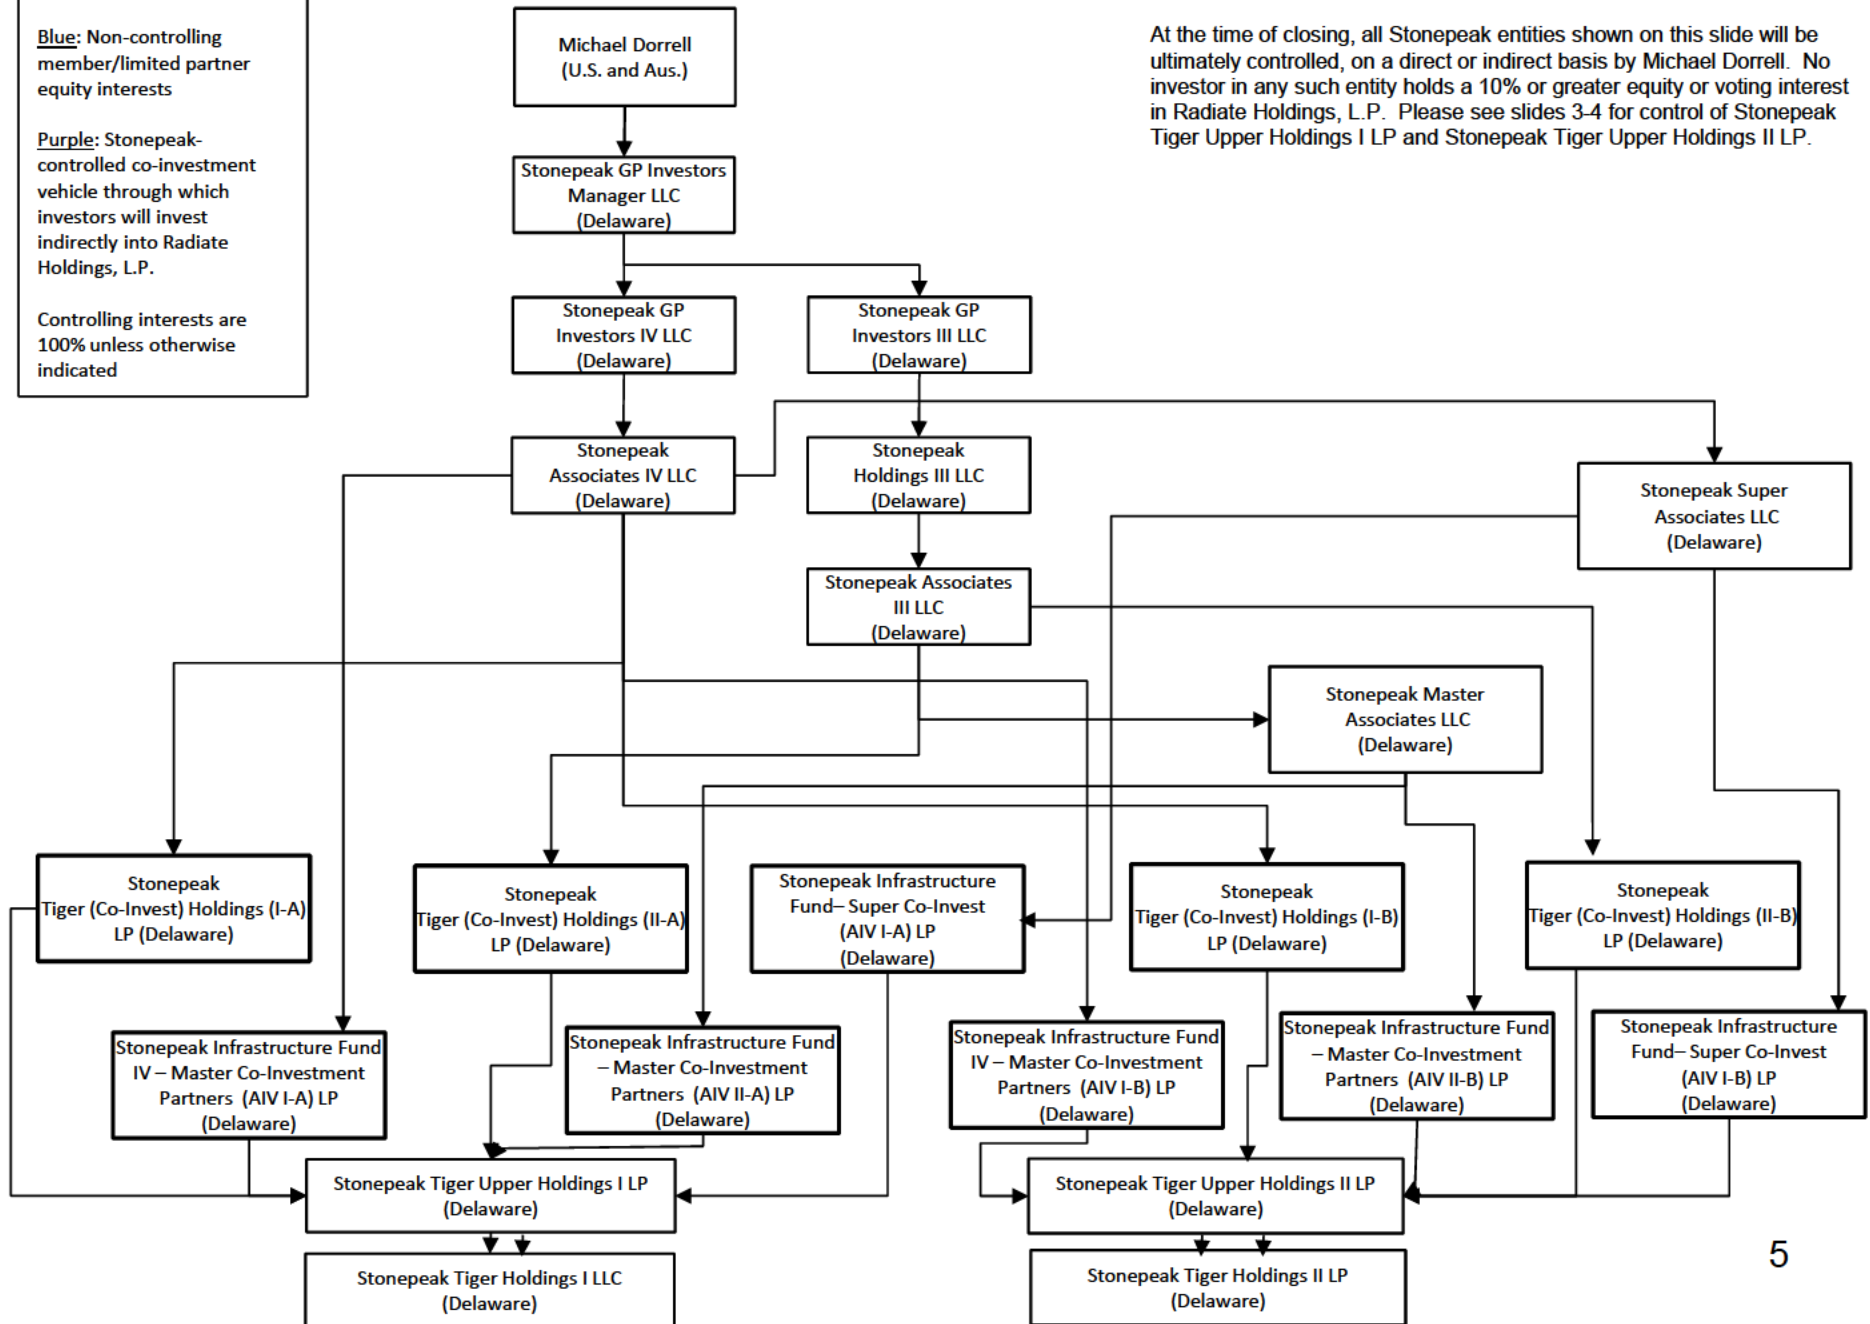 Blue: Non-controlling
member/limited partner
equity interests
Purple: Stonepeak-
controlled co-investment
vehicle through which
investors will invest
indirectly into Radiate
Holdings, L.P.
Controlling interests are
100% unless otherwise
indicated
Michael Dorrell
(U.S. and Aus.)
At the time of closing, all Stonepeak entities shown on this slide will be
ultimately controlled, on a direct or indirect basis by Michael Dorrell. No
investor in any such entity holds a 10% or greater equity or voting interest
in Radiate Holdings, L.P. Please see slides 3-4 for control of Stonepeak
Tiger Upper Holdings I LP and Stonepeak Tiger Upper Holdings II LP.
Stonepeak GP Investors
Manager LLC
(Delaware)
Stonepeak GP
Investors IV LLC
(Delaware)
Stonepeak GP
Investors III LLC
(Delaware)
Stonepeak
Associates IV LLC
(Delaware)
Stonepeak
Holdings III LLC
(Delaware)
Stonepeak Super
Associates LLC
(Delaware)
Stonepeak Associates
III LLC
(Delaware)
Stonepeak Master
Associates LLC
(Delaware)
Stonepeak
Tiger (Co-Invest) Holdings (I-A)
LP (Delaware)
Stonepeak
Tiger (Co-Invest) Holdings (II-A)
LP (Delaware)
Stonepeak Infrastructure
Fund– Super Co-Invest
(AIV I-A) LP
(Delaware)
Stonepeak
Tiger (Co-Invest) Holdings (I-B)
LP (Delaware)
Stonepeak
Tiger (Co-Invest) Holdings (II-B)
LP (Delaware)
Stonepeak Infrastructure Fund
IV – Master Co-Investment
Partners (AIV I-A) LP
(Delaware)
Stonepeak Infrastructure Fund
– Master Co-Investment
Partners (AIV II-A) LP
(Delaware)
Stonepeak Infrastructure Fund
IV – Master Co-Investment
Partners (AIV I-B) LP
(Delaware)
Stonepeak Infrastructure Fund
– Master Co-Investment
Partners (AIV II-B) LP
(Delaware)
Stonepeak Infrastructure
Fund– Super Co-Invest
(AIV I-B) LP
(Delaware)
Stonepeak Tiger Upper Holdings I LP
(Delaware)
Stonepeak Tiger Upper Holdings II LP
(Delaware)
Stonepeak Tiger Holdings I LLC
(Delaware)
Stonepeak Tiger Holdings II LP
(Delaware)
5